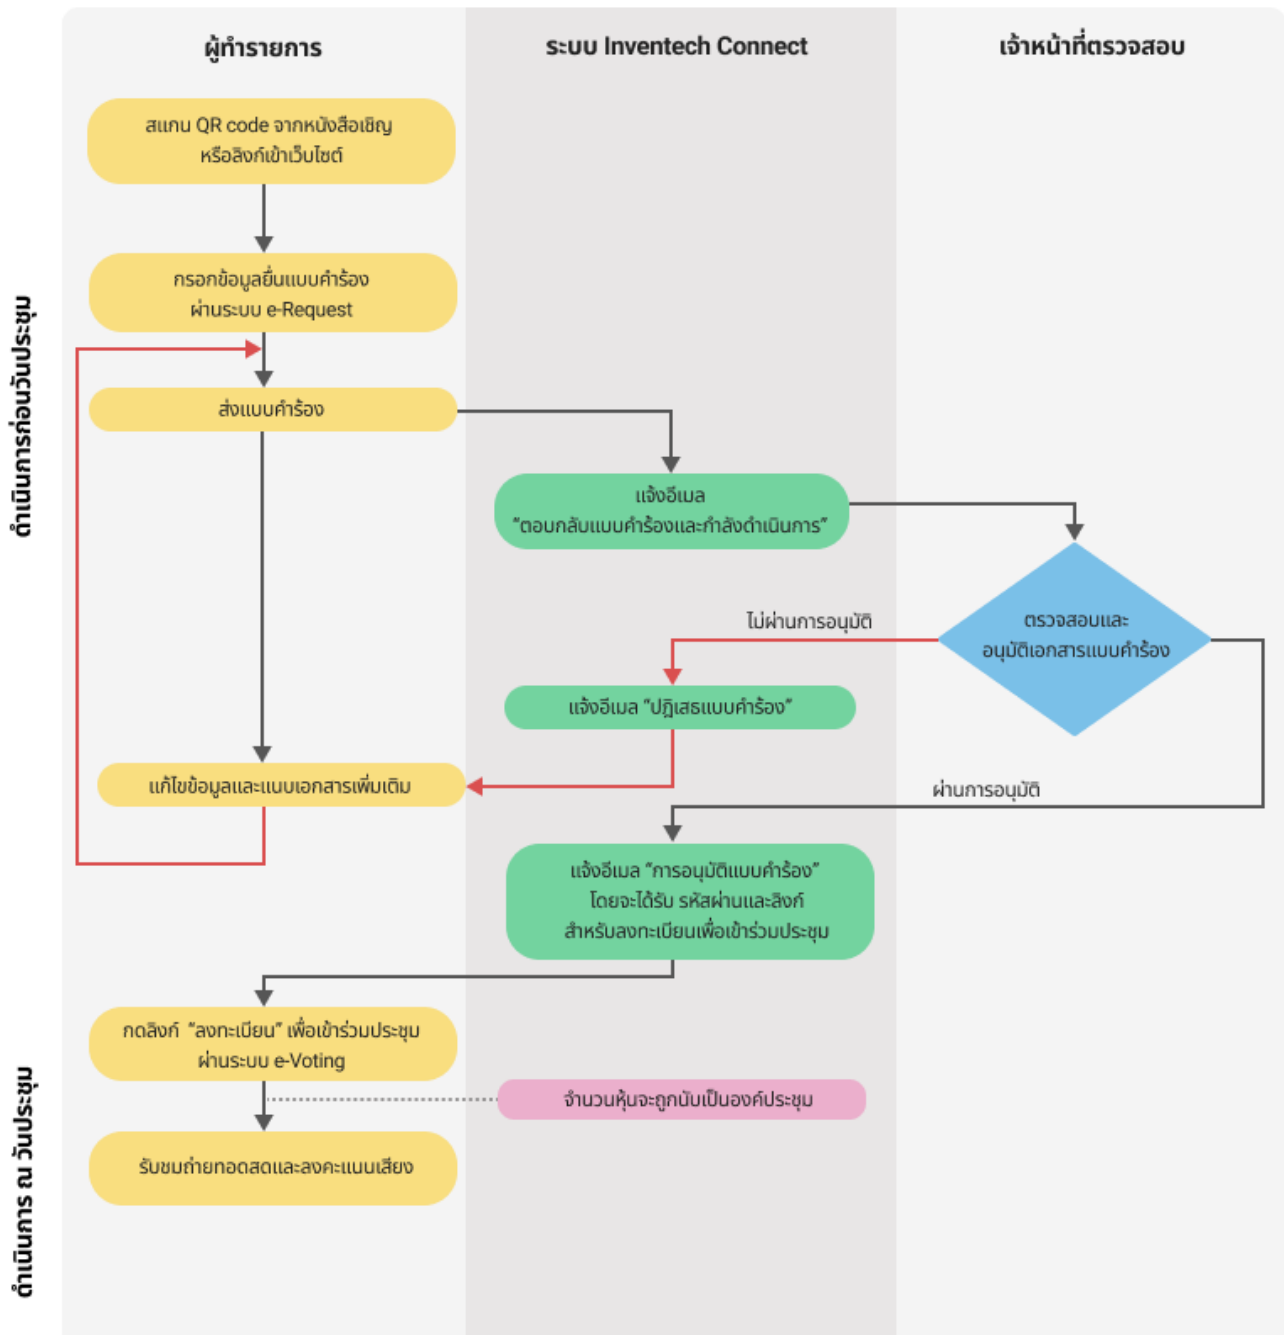 ผู้ทำรายการ
ระบบ Inventech Connect
เจ้าหน้าที่ตรวจสอบ
ดำเนินการก่อนวันประชุม
สแกน QR code จากหนังสือเชิญ
หรือลิงก์เข้าเว็บไซต์
กรอกข้อมูลยื่นแบบคำร้อง
ผ่านระบบ e-Request
ส่งแบบคำร้อง
แจ้งอีเมล
“ตอบกลับแบบคำร้องและกำลังดำเนินการ”
ตรวจสอบและ
อนุมัติเอกสารแบบคำร้อง
ไม่ผ่านการอนุมัติ
แจ้งอีเมล “ปฏิเสธแบบคำร้อง”
แก้ไขข้อมูลและแนบเอกสารเพิ่มเติม
ผ่านการอนุมัติ
แจ้งอีเมล “การอนุมัติแบบคำร้อง”
โดยจะได้รับ รหัสผ่านและลิงก์
สำหรับลงทะเบียนเพื่อเข้าร่วมประชุม
ดำเนินการ ณ วันประชุม
กดลิงก์ “ลงทะเบียน” เพื่อเข้าร่วมประชุม
ผ่านระบบ e-Voting
จำนวนหุ้นจะถูกนับเป็นองค์ประชุม
รับชมถ่ายทอดสดและลงคะแนนเสียง